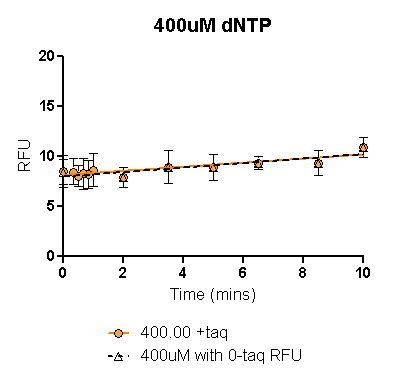 400uM dNTP
20
15
10
5
0
RFU
0 2 4 6 8 10
Time (mins)
400.00 +taq
400uM with 0-taq RFU